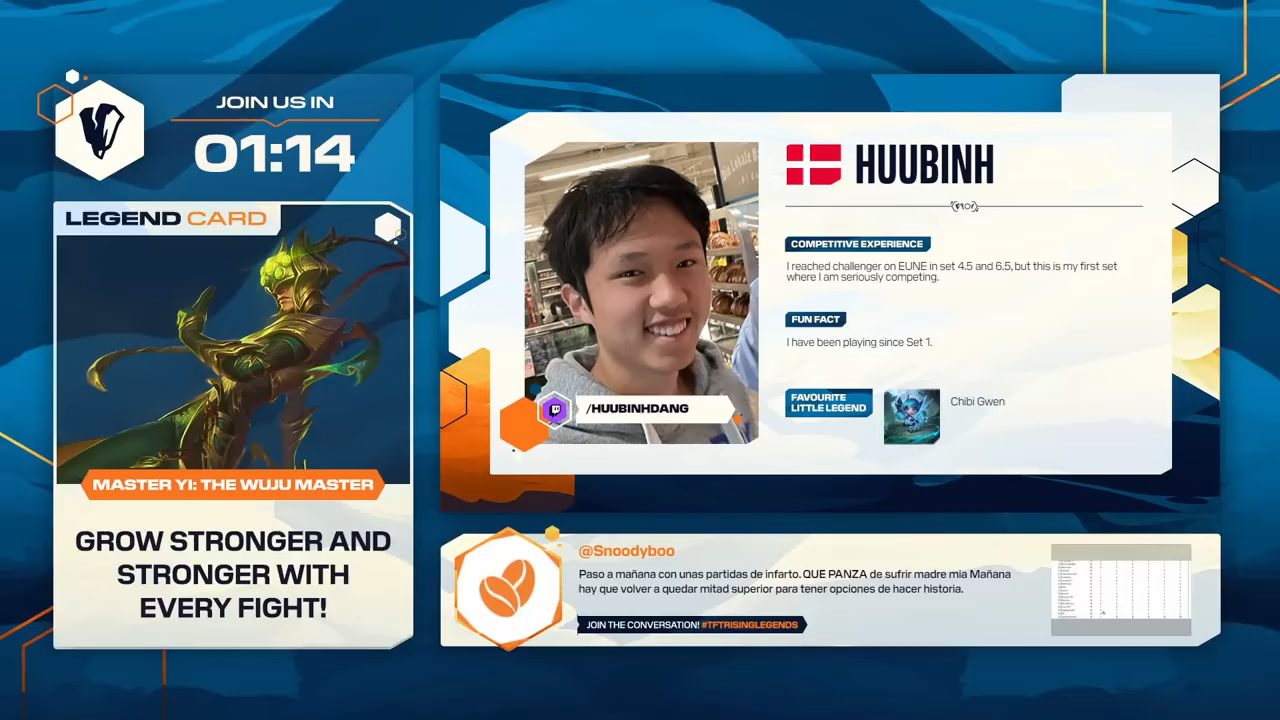 JOIN US IN
01:14
LEGEND CARD
MASTER YI: THE WUJU MASTER
GROW STRONGER AND
STRONGER WITH
EVERY FIGHT!
HUUBINH
COMPETITIVE EXPERIENCE
I reached challenger on EUNE in set 4.5 and 6.5, but this is my first set
where I am seriously competing.
FUN FACT
I have been playing since Set 1.
FAVOURITE
LITTLE LEGEND
Chibi Gwen
/HUUBINHDANG
@Snoodyboo
Paso a mañana con unas partidas de infarto QUE PANZA de sufrir madre mia Mañana
hay que volver a quedar mitad superior para tener opciones de hacer historia.
JOIN THE CONVERSATION! #TFTRISINGLEGENDS